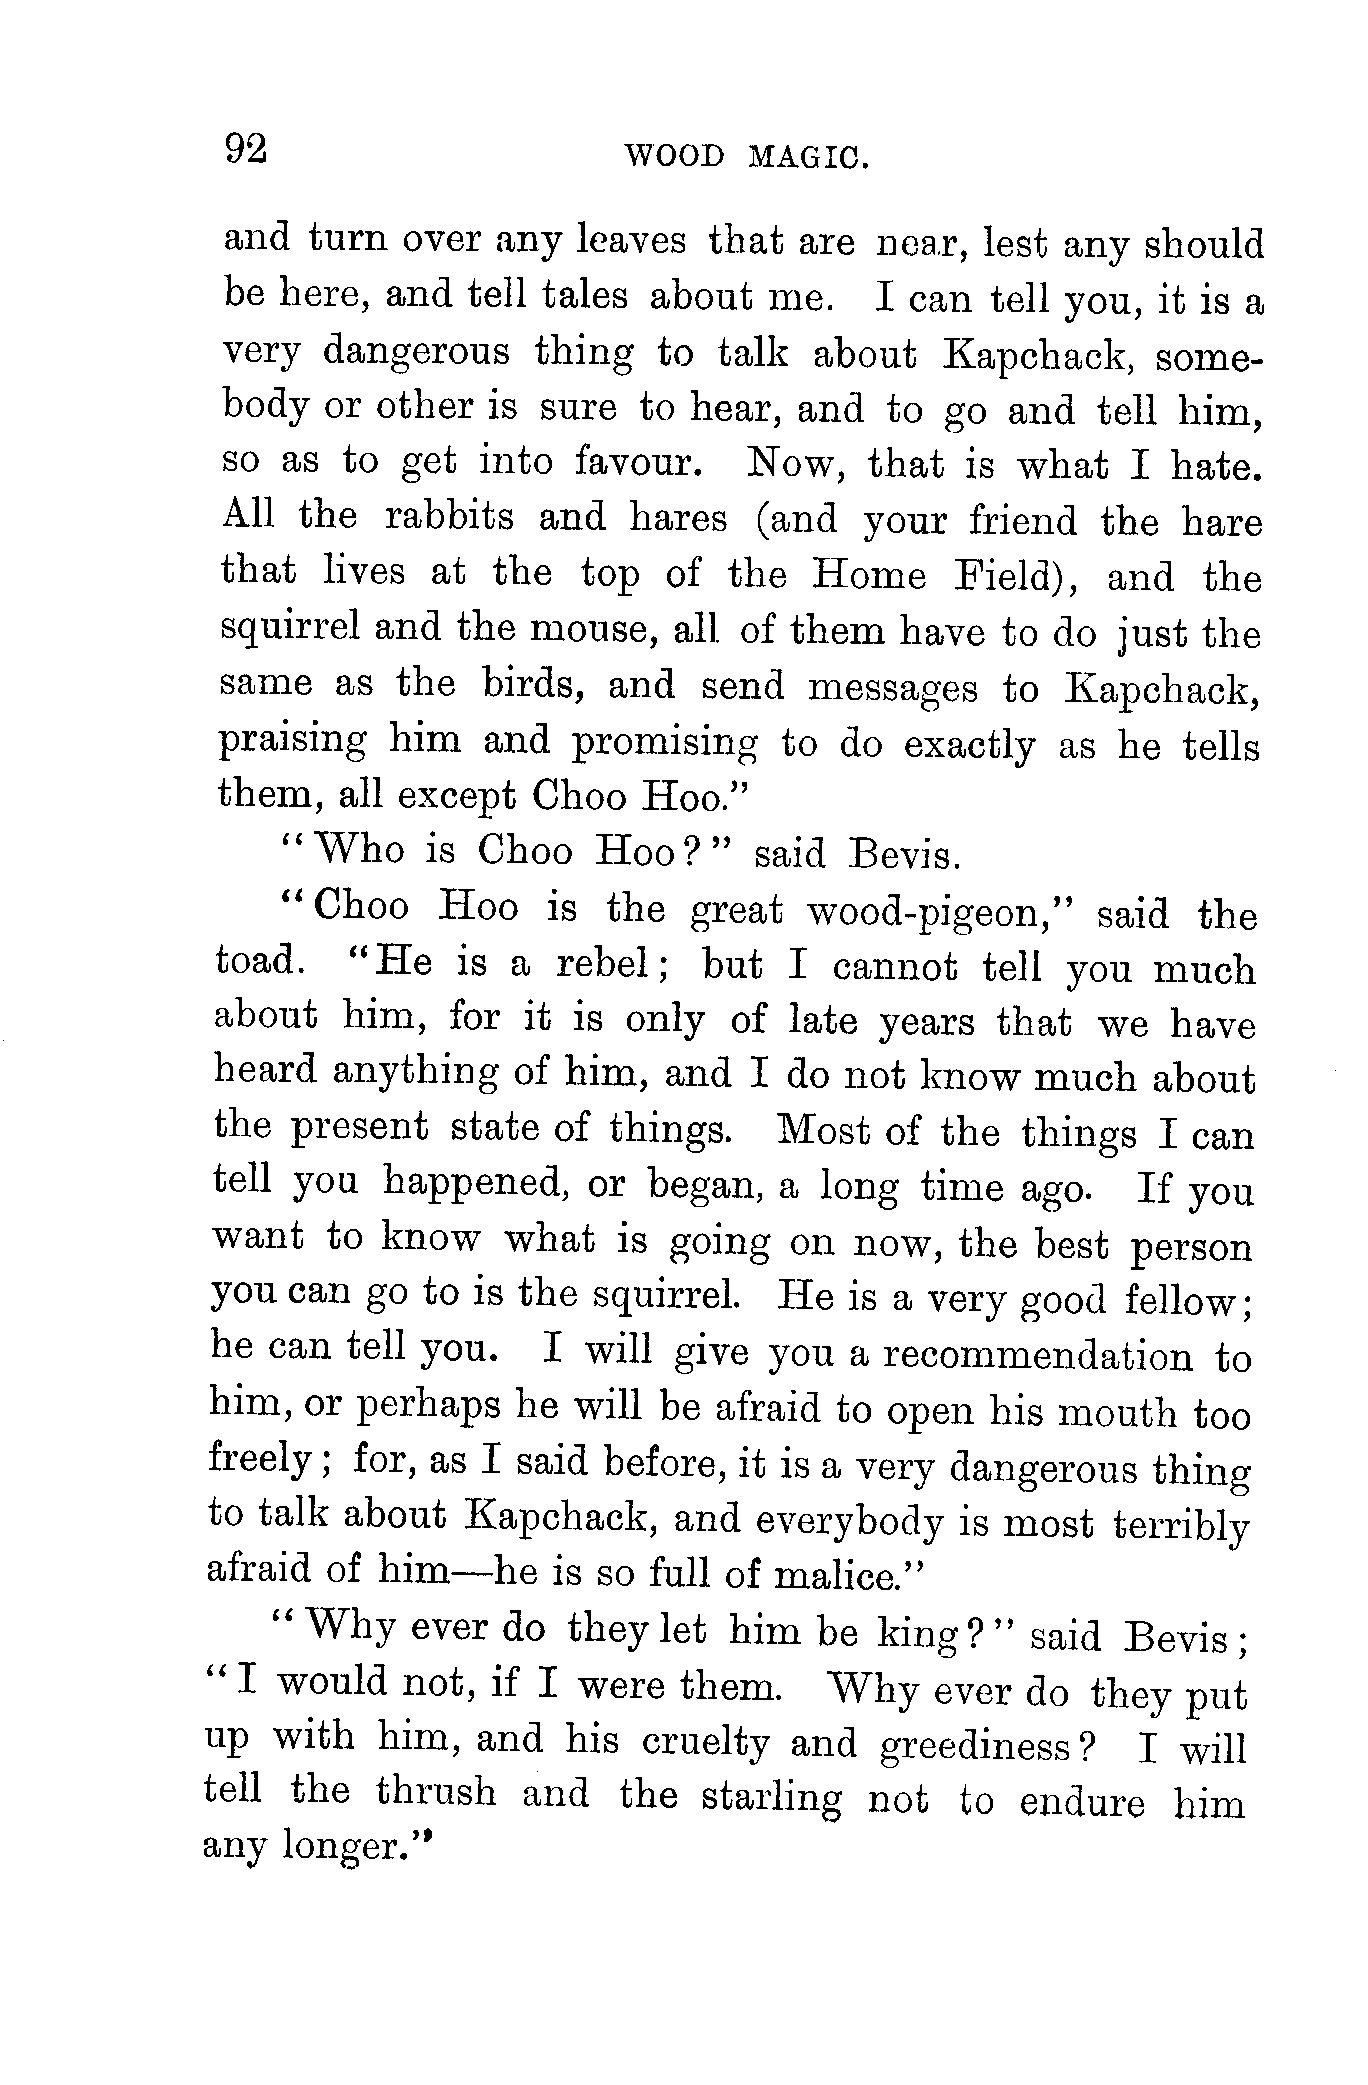 92
WOOD MAGIC.
and turn over any leaves that are near, lest any should
be here, and tell tales about me. I can tell you, it is a
very dangerous thing to talk about Kapchack, some-
body or other is sure to hear, and to go and tell him,
so as to get into favour. Now, that is what I hate.
All the rabbits and hares (and your friend the hare
that lives at the top of the Home Field), and the
squirrel and the mouse, all of them have to do just the
same as the birds, and send messages to Kapchack,
praising him and promising to do exactly as he tells
them, all except Choo Hoo."
"Who is Choo Hoo?" said Bevis.
"Choo Hoo is the great wood-pigeon," said the
toad. "He is a rebel; but I cannot tell you much
about him, for it is only of late years that we have
heard anything of him, and I do not know much about
the present state of things. Most of the things I can
tell you happened, or began, a long time ago. If you
want to know what is going on now, the best person
you can go to is the squirrel. He is a very good fellow;
he can tell you. I will give you a recommendation to
him, or perhaps he will be afraid to open his mouth too
freely; for, as I said before, it is a very dangerous thing
to talk about Kapchack, and everybody is most terribly
afraid of him—he is so full of malice."
"Why ever do they let him be king?" said Bevis;
"I would not, if I were them. Why ever do they put
up with him, and his cruelty and greediness? I will
tell the thrush and the starling not to endure him
any longer."